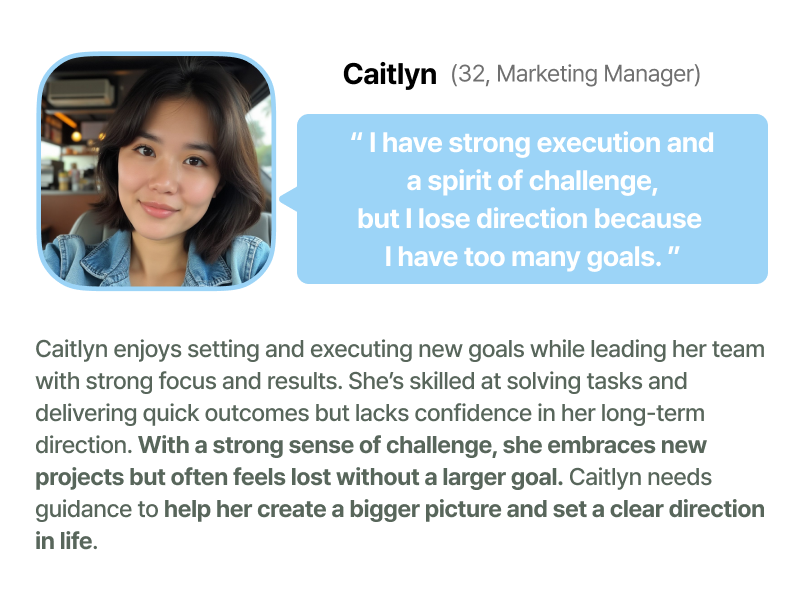 Caitlyn (32, Marketing Manager)
“ I have strong execution and
a spirit of challenge,
but I lose direction because
I have too many goals. ”
Caitlyn enjoys setting and executing new goals while leading her team
with strong focus and results. She’s skilled at solving tasks and
delivering quick outcomes but lacks confidence in her long-term
direction. With a strong sense of challenge, she embraces new
projects but often feels lost without a larger goal. Caitlyn needs
guidance to help her create a bigger picture and set a clear direction
in life.